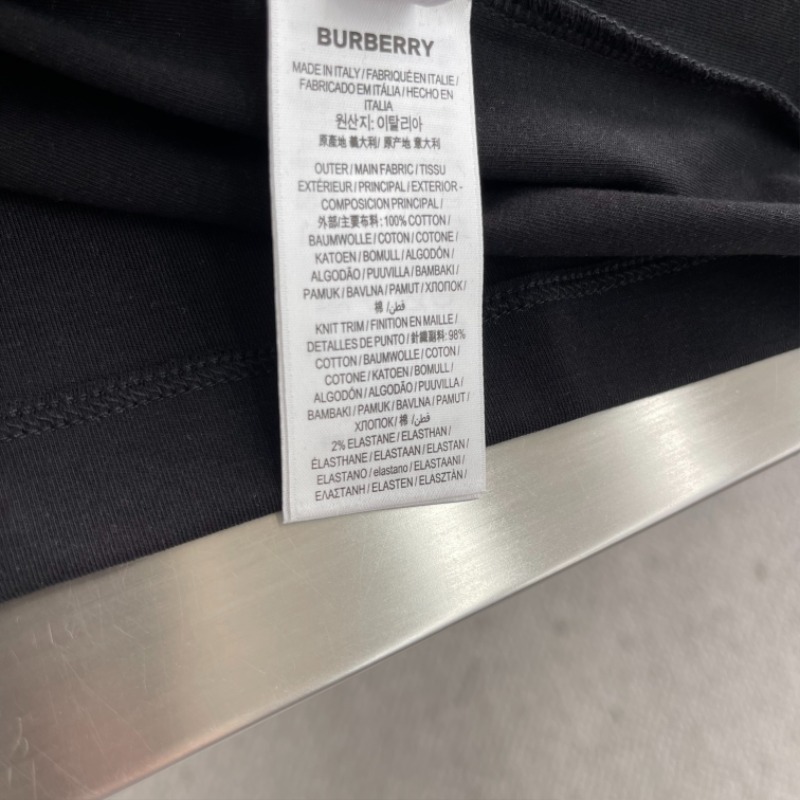 BURBERRY
MADE IN ITALY / FABRIQUÉ EN ITALIE /
FABRICADO EM ITÁLIA / HECHO EN
ITALIA
원산지: 이탈리아
原產地 義大利/ 原产地 意大利
OUTER / MAIN FABRIC / TISSU
EXTÉRIEUR / PRINCIPAL / EXTERIOR -
COMPOSICION PRINCIPAL /
外部/主要布料: 100% COTTON /
BAUMWOLLE / COTON / COTONE /
KATOEN / BOMULL / ALGODÓN /
ALGODÃO / PUUVILLA / BAMBAKI /
PAMUK / BAVLNA / PAMUT / ХЛОПОК /
棉 /قطن
KNIT TRIM / FINITION EN MAILLE /
DETALLES DE PUNTO / 針織副料: 98%
COTTON / BAUMWOLLE / COTON /
COTONE / KATOEN / BOMULL /
ALGODÓN / ALGODÃO / PUUVILLA /
BAMBAKI / PAMUK / BAVLNA / PAMUT /
ХЛОПОК / 棉 /قطن
2% ELASTANE / ELASTHAN /
ÉLASTHANE / ELASTAAN / ELASTAN /
ELASTANO / elastano / ELASTAANI /
ΕΛΑΣΤΑΝΗ / ELASTEN / ELASZTÁN /